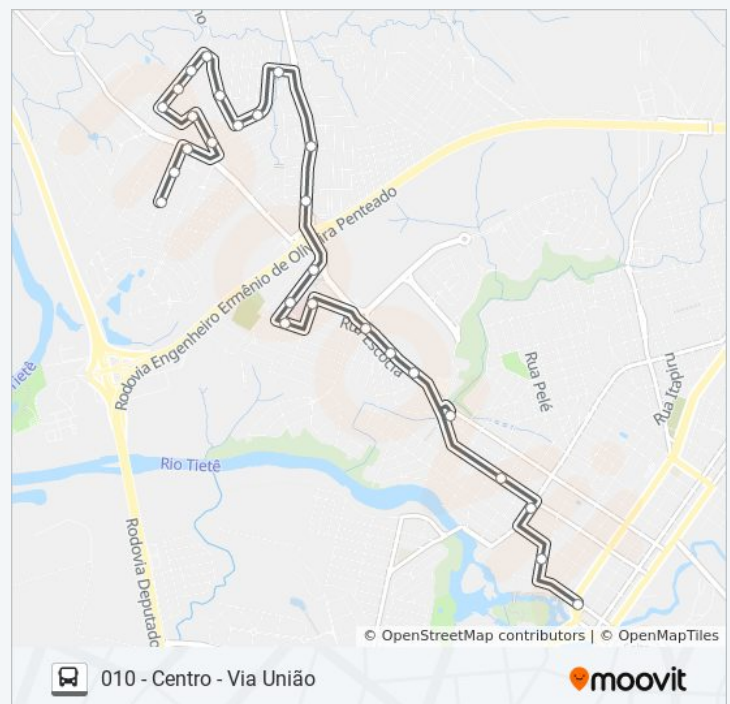 no
Rodovia Engenheiro Ermênio de Oliveira Penteado
Rua Escócia
Rua Pelé
Rua Itapiru
Tietê
Rio Tietê
Rodovia Deputado
© OpenStreetMap contributors | © OpenMapTiles
010 - Centro - Via União
moovit